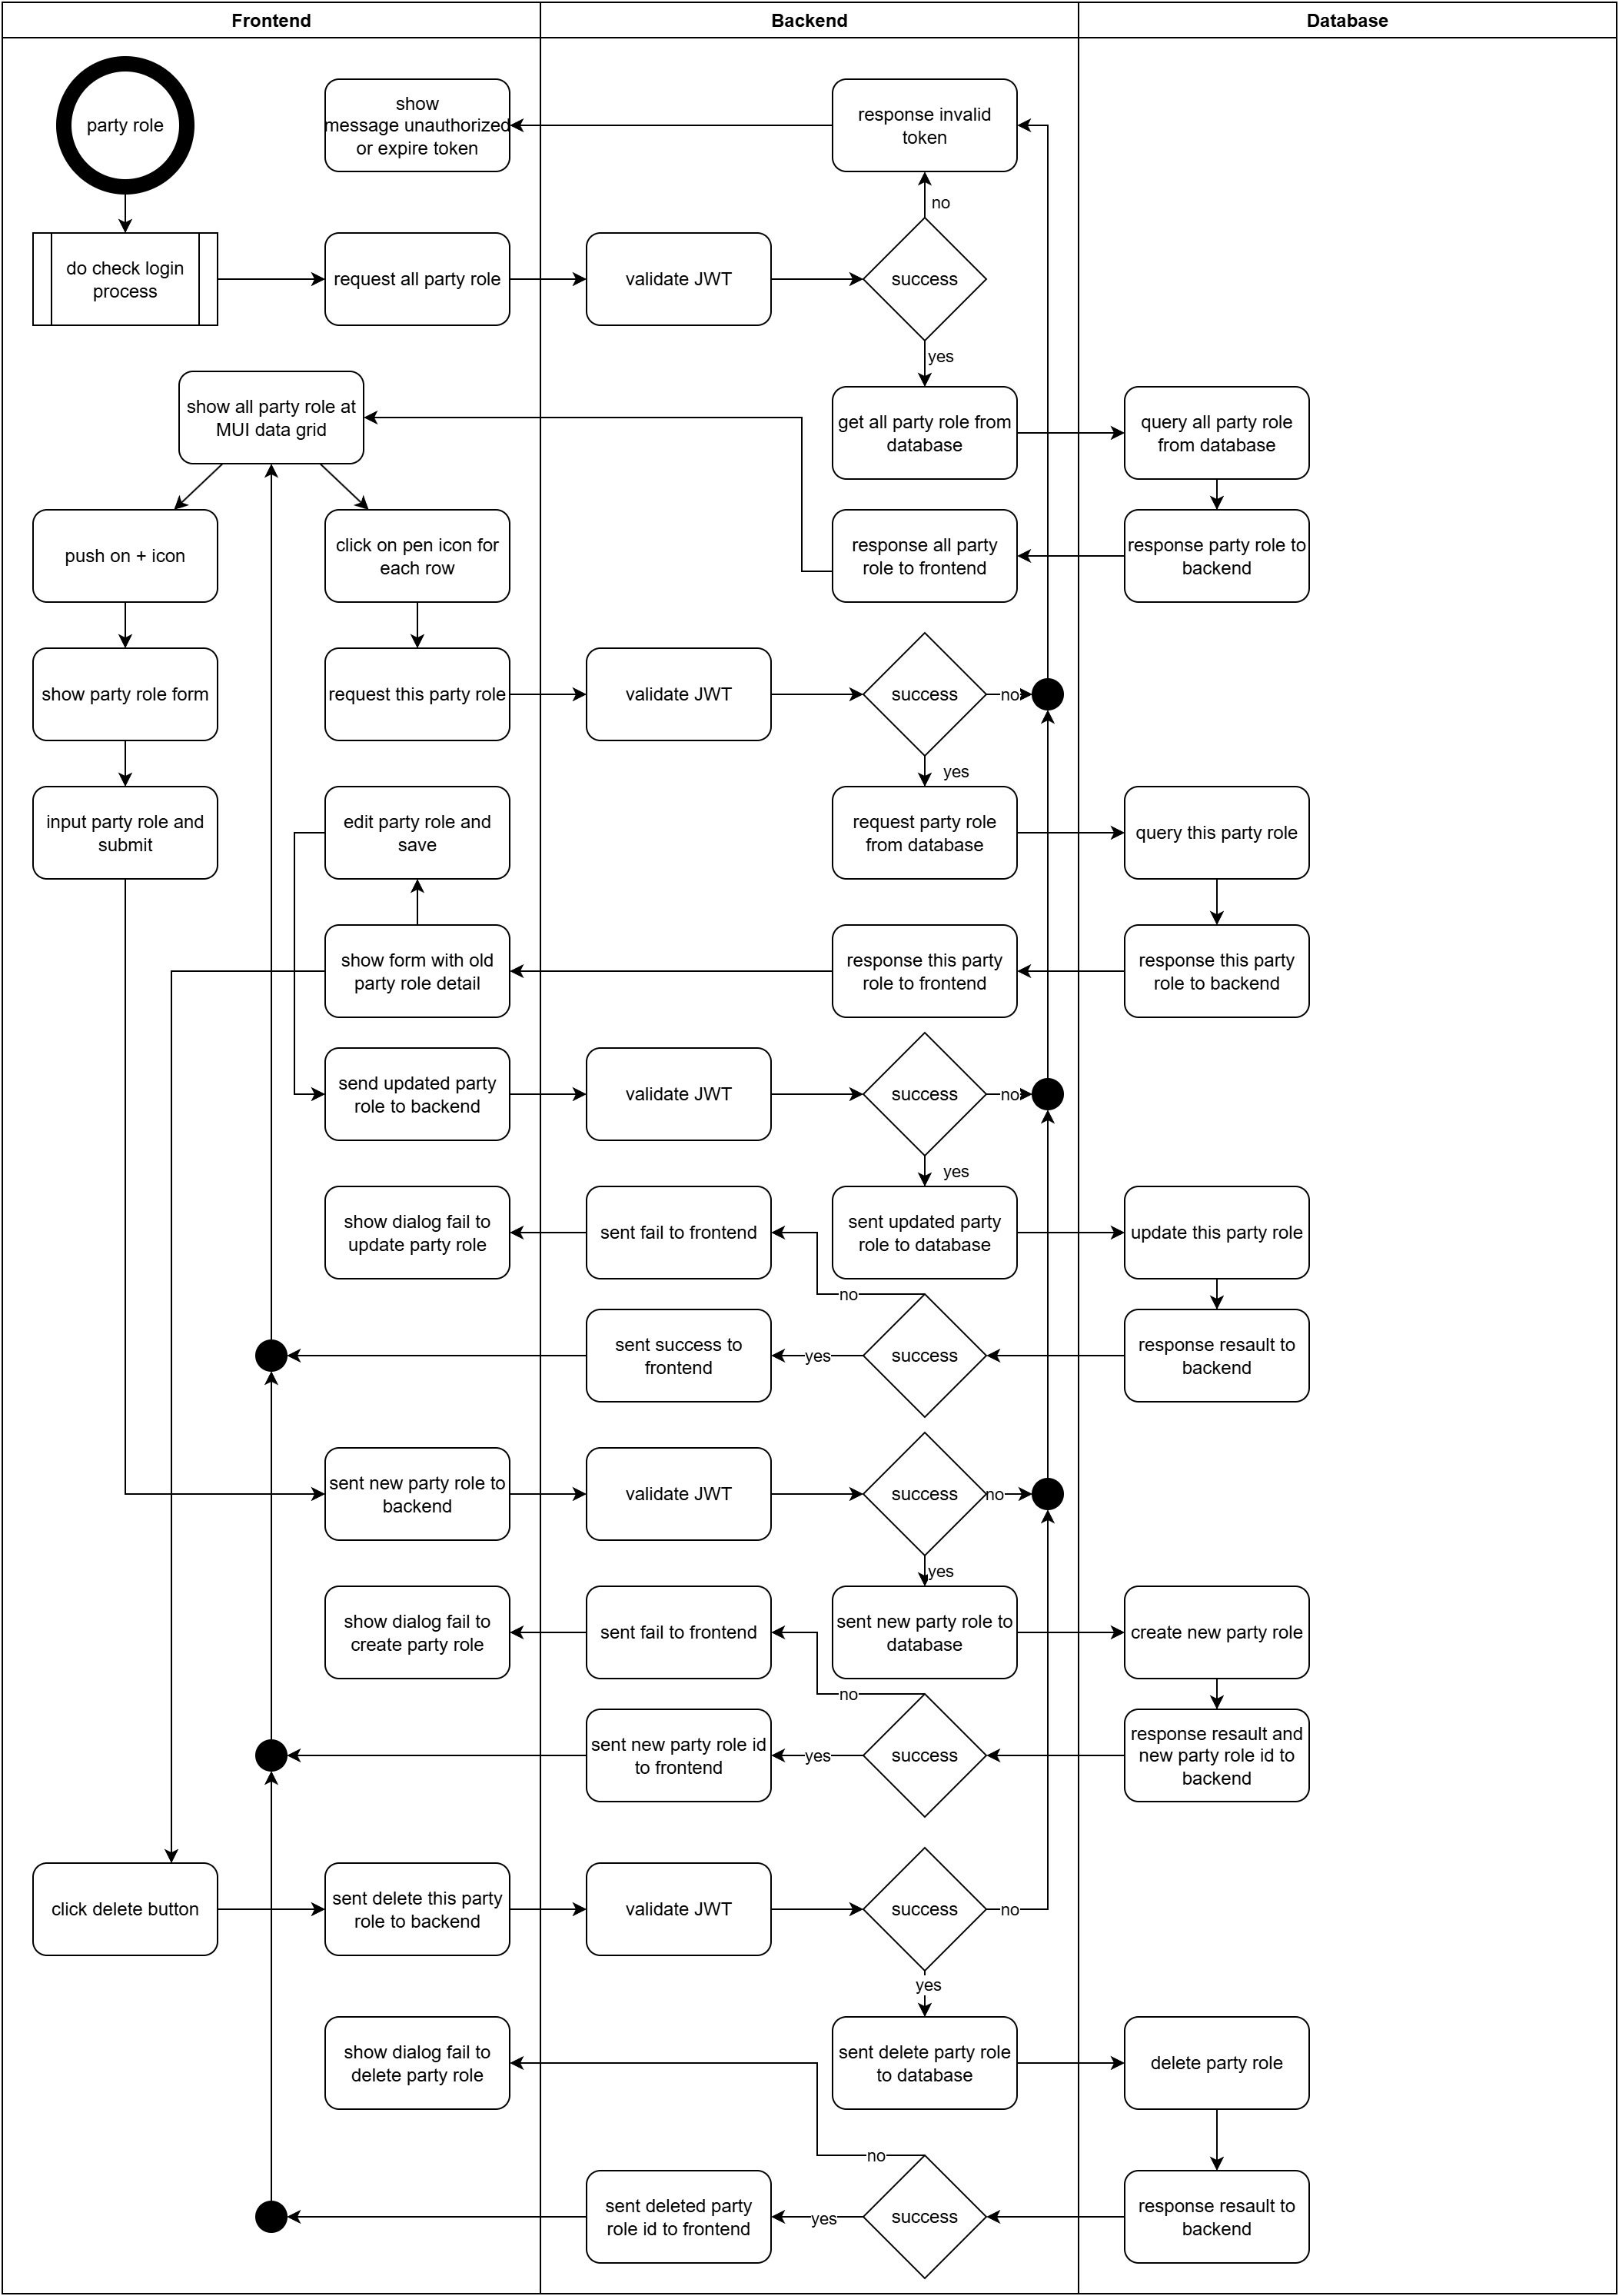 Frontend
Backend
Database
party role
show
message unauthorized
or expire token
response invalid
token
no
do check login
process
request all party role
validate JWT
success
yes
show all party role at
MUI data grid
get all party role from
database
query all party role
from database
push on + icon
click on pen icon for
each row
response all party
role to frontend
response party role to
backend
show party role form
request this party role
validate JWT
success
no
yes
input party role and
submit
edit party role and
save
request party role
from database
query this party role
show form with old
party role detail
response this party
role to frontend
response this party
role to backend
send updated party
role to backend
validate JWT
success
no
yes
show dialog fail to
update party role
sent fail to frontend
sent updated party
role to database
update this party role
no
sent success to
frontend
yes
success
response resault to
backend
sent new party role to
backend
validate JWT
success
no
yes
show dialog fail to
create party role
sent fail to frontend
sent new party role to
database
create new party role
no
sent new party role id
to frontend
yes
success
response resault and
new party role id to
backend
click delete button
sent delete this party
role to backend
validate JWT
success
no
yes
show dialog fail to
delete party role
sent delete party role
to database
delete party role
no
sent deleted party
role id to frontend
yes
success
response resault to
backend